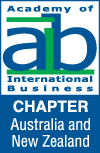 Academy of
aib
International
Business
CHAPTER
Australia and
New Zealand